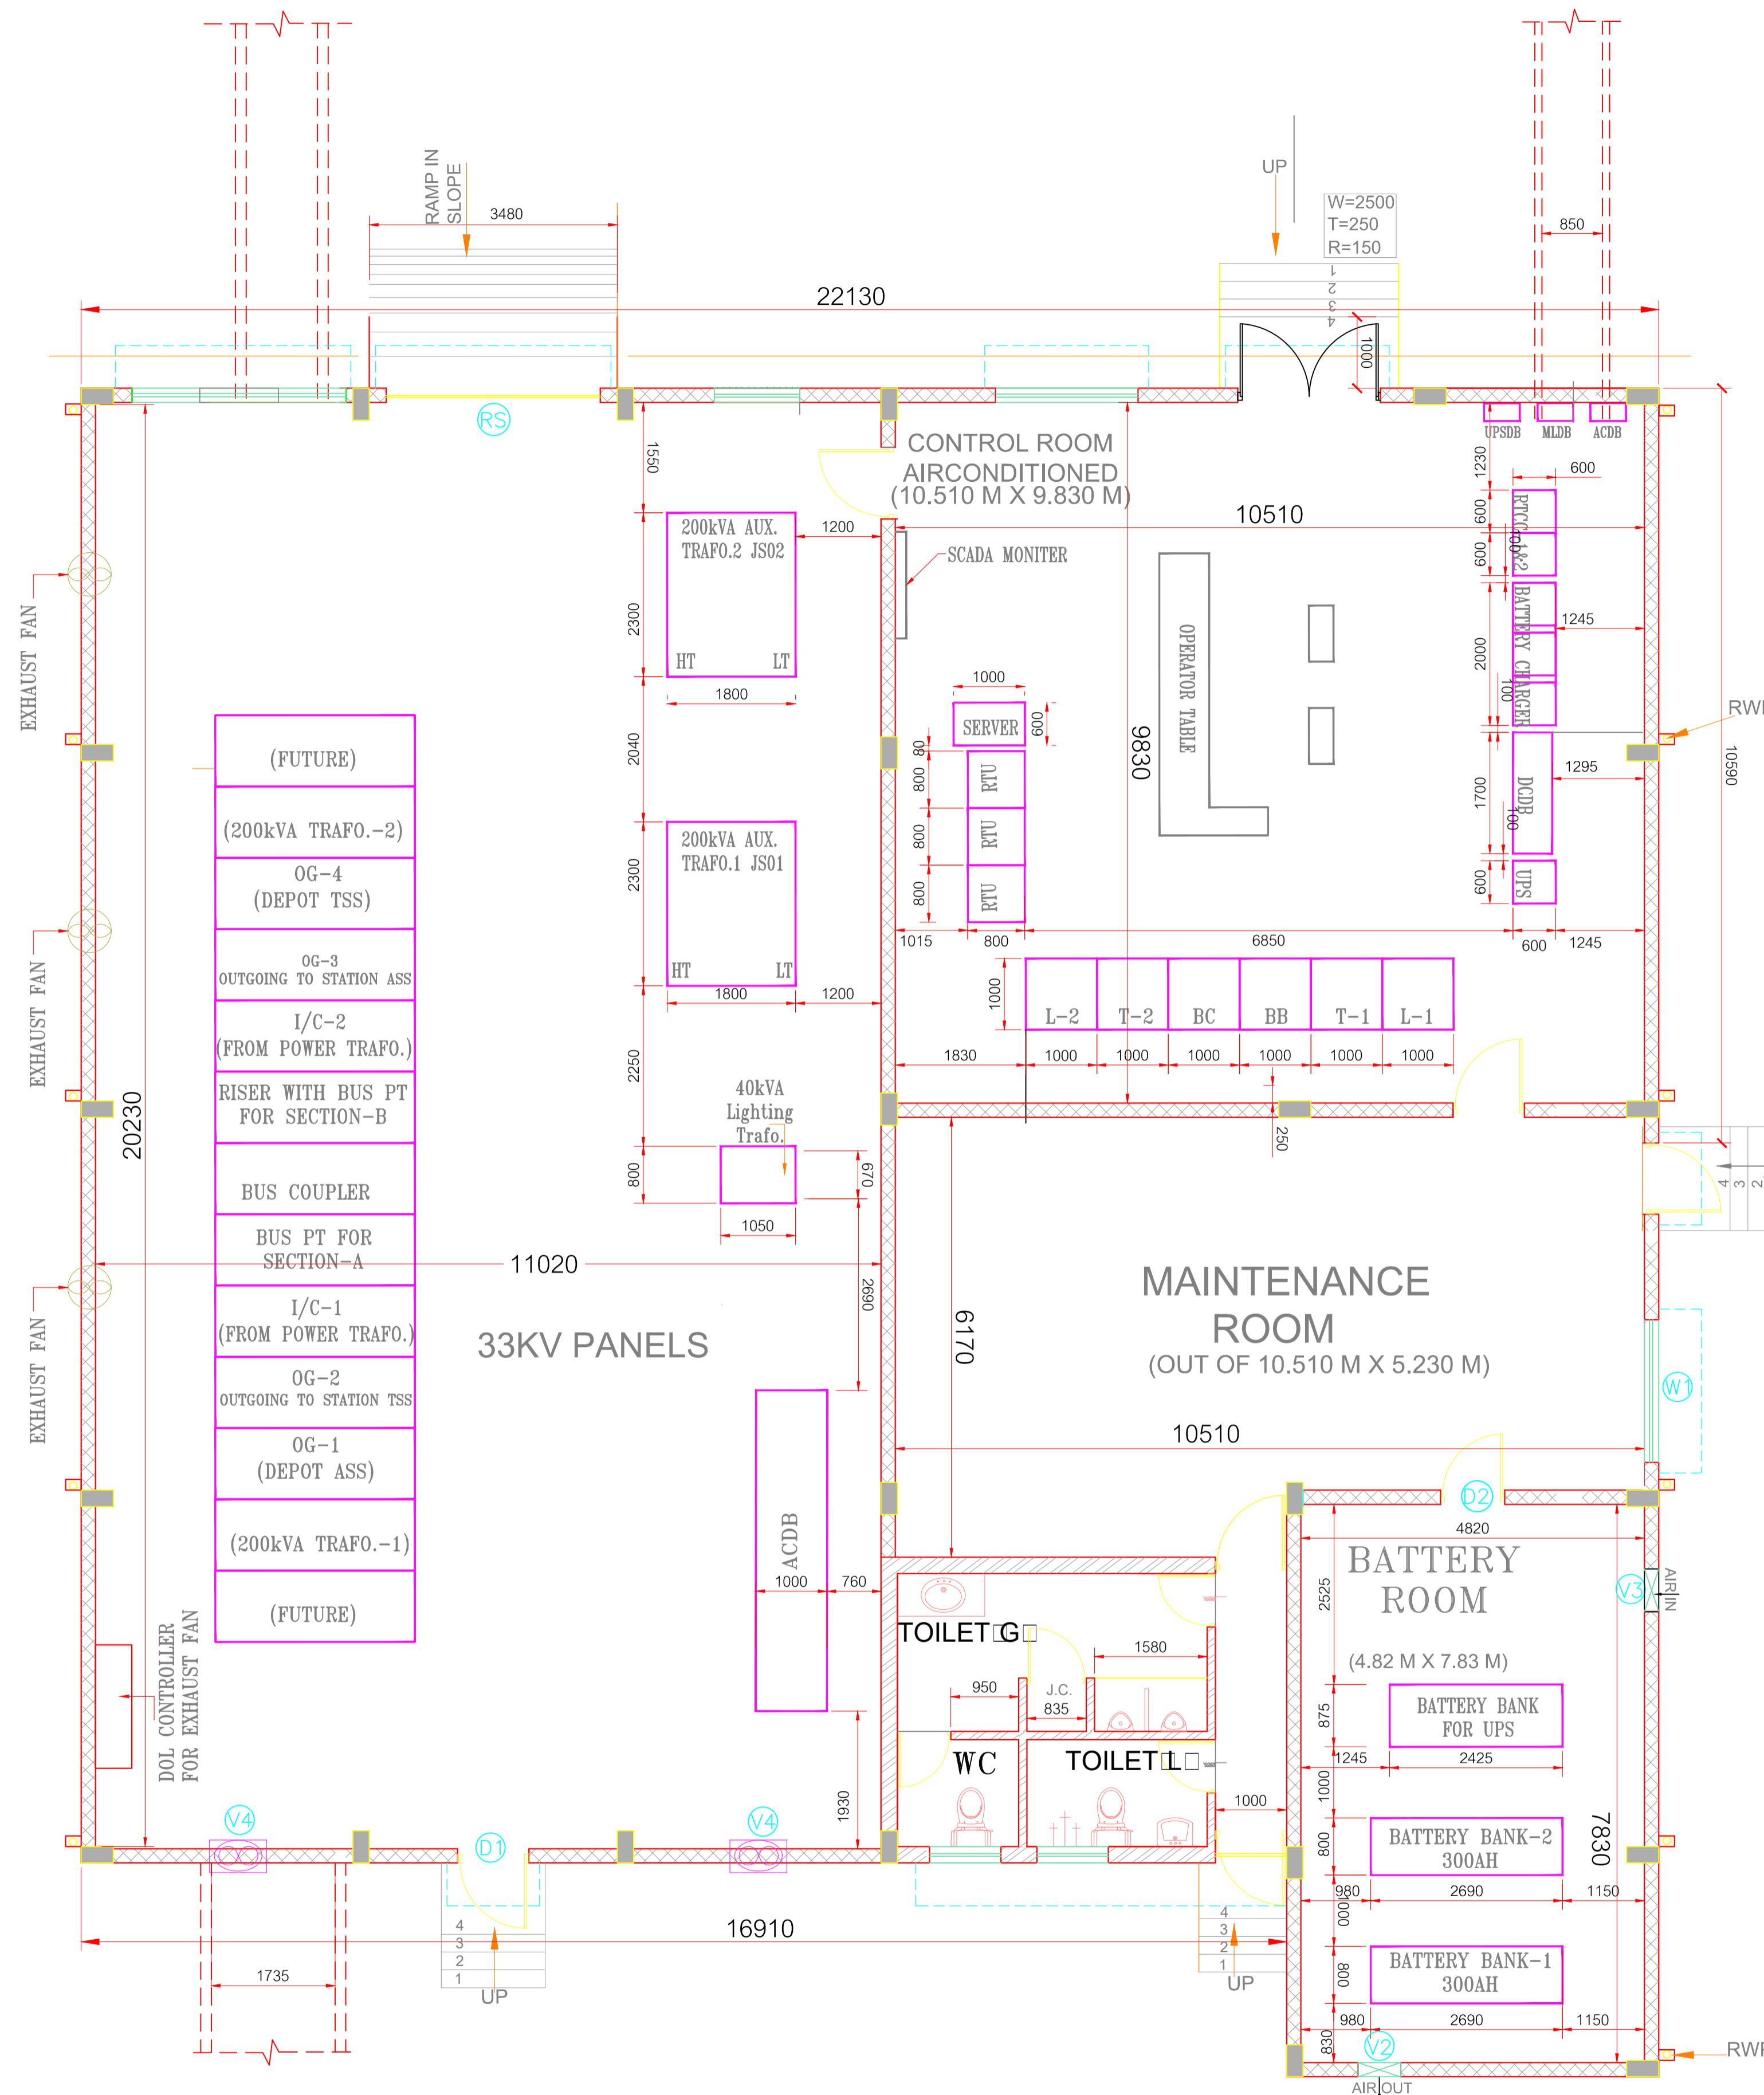 RAMP IN
SLOPE
3480
UP
W=2500
T=250
R=150
850
1
2
3
4
22130
1000
RS
UPSDB
MLDB
ACDB
CONTROL ROOM
AIRCONDITIONED
(10.510 M X 9.830 M)
1550
1230
600
10510
200kVA AUX.
TRAFO.2 JS02
1200
SCADA MONITER
600
RTCC-1&2
600
100
EXHAUST FAN
2300
HT
LT
1800
OPERATOR TABLE
BATTERY CHARGER
1245
2000
100
1000
SERVER
600
9830
10590
2040
(FUTURE)
80
RTU
800
1295
DCDB
1700
100
(200kVA TRAFO.-2)
200kVA AUX.
TRAFO.1 JS01
RTU
800
OG-4
(DEPOT TSS)
2300
RTU
800
UPS
600
EXHAUST FAN
OG-3
OUTGOING TO STATION ASS
HT
LT
1015
800
6850
600
1245
1800
1200
1000
L-2
T-2
BC
BB
T-1
L-1
I/C-2
(FROM POWER TRAFO.)
2250
1830
1000
1000
1000
1000
1000
1000
RISER WITH BUS PT
FOR SECTION-B
40kVA
Lighting
Trafo.
250
20230
BUS COUPLER
800
670
1050
4
3
2
BUS PT FOR
SECTION-A
11020
2690
MAINTENANCE
ROOM
(OUT OF 10.510 M X 5.230 M)
6170
EXHAUST FAN
I/C-1
(FROM POWER TRAFO.)
33KV PANELS
OG-2
OUTGOING TO STATION TSS
W1
10510
OG-1
(DEPOT ASS)
D2
(200kVA TRAFO.-1)
ACDB
4820
BATTERY
ROOM
1000
760
2525
V3
AIR IN
(FUTURE)
TOILET G
1580
(4.82 M X 7.83 M)
DOL CONTROLLER
FOR EXHAUST FAN
950
J.C.
835
BATTERY BANK
FOR UPS
875
WC
TOILET L
1245
2425
1000
1930
1000
V4
V4
D1
BATTERY BANK-2
300AH
800
7830
980
2690
1150
1000
16910
4
3
2
1
UP
4
3
2
1
UP
1735
BATTERY BANK-1
300AH
800
980
2690
1150
830
V2
AIR OUT